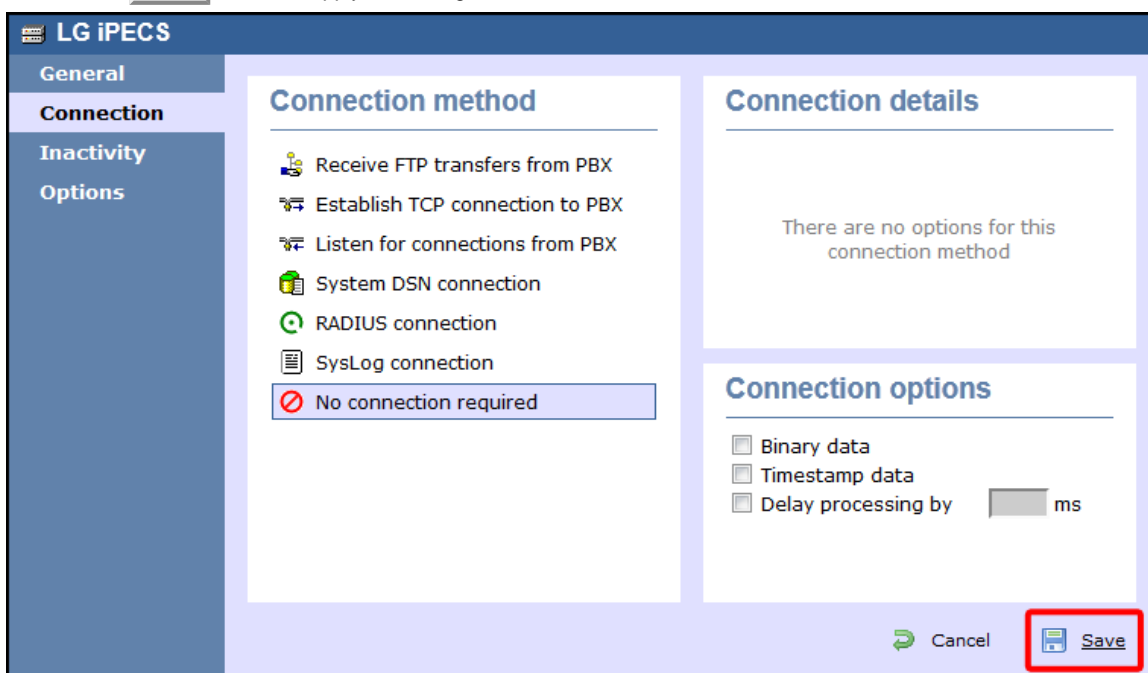 LG iPECS
General
Connection
Inactivity
Options
Connection method
Receive FTP transfers from PBX
Establish TCP connection to PBX
Listen for connections from PBX
System DSN connection
RADIUS connection
SysLog connection
No connection required
Connection details
There are no options for this
connection method
Connection options
Binary data
Timestamp data
Delay processing by ms
Cancel
Save